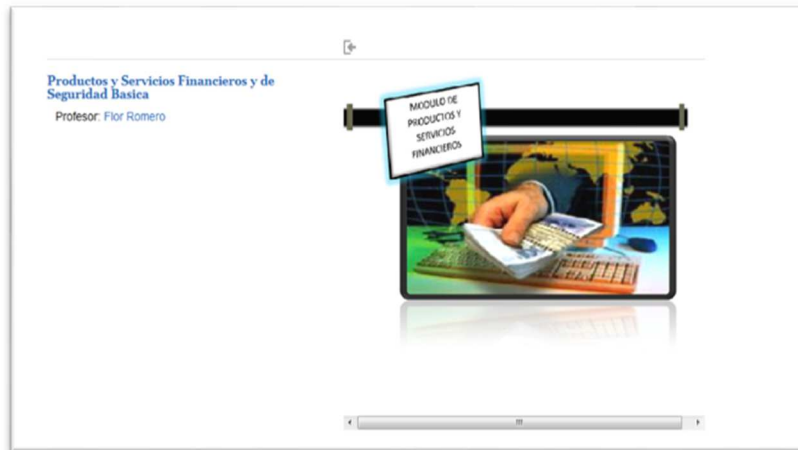 Productos y Servicios Financieros y de
Seguridad Basica
Profesor: Flor Romero
MODULO DE
PRODUCTOS Y
SERVICIOS
FINANCIEROS